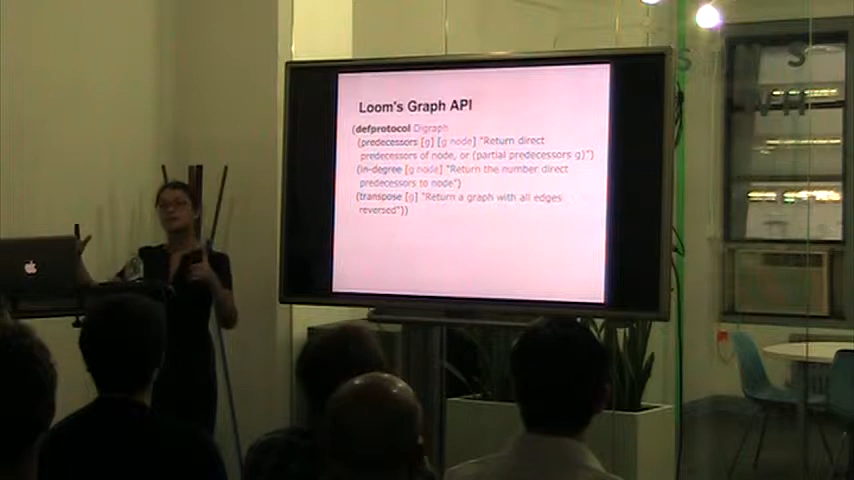 Loom's Graph API
(defprotocol Digraph
(predecessors [g] [g node] "Return direct
predecessors of node, or (partial predecessors g)")
(in-degree [g node] "Return the number direct
predecessors to node")
(transpose [g] "Return a graph with all edges
reversed"))